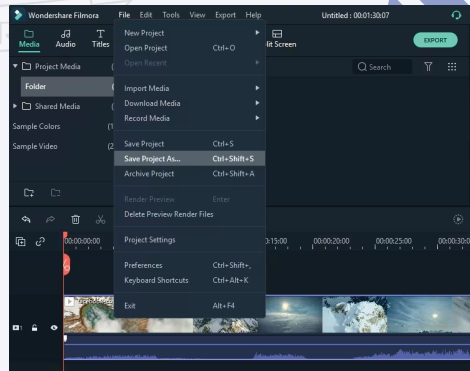 Wondershare Filmora File Edit Tools View Export Help Untitled : 00:01:30:07
Media Audio Titles Split Screen EXPORT
New Project
Open Project Ctrl+O
Open Recent
Project Media Search
Folder
Import Media
Download Media
Record Media
Shared Media
Sample Colors
Sample Video
Save Project Ctrl+S
Save Project As... Ctrl+Shift+S
Archive Project Ctrl+Shift+A
Render Preview Enter
Delete Preview Render Files
Project Settings
00:00:00:00 00:00:20:00 00:00:25:00 00:00:30:0
Preferences Ctrl+Shift+,
Keyboard Shortcuts Ctrl+Alt+K
Exit Alt+F4
1